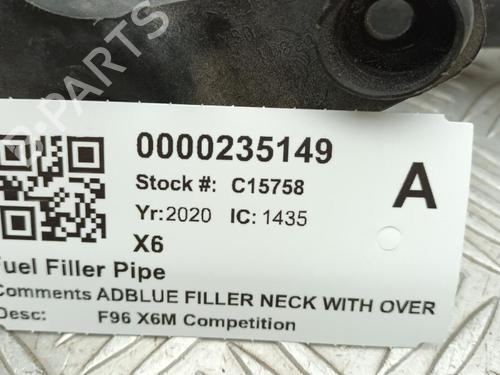 0000235149
Stock #: C15758
A
Yr:2020 IC:1435
X6
Fuel Filler Pipe
Comments ADBLUE FILLER NECK WITH OVER
Desc: F96 X6M Competition